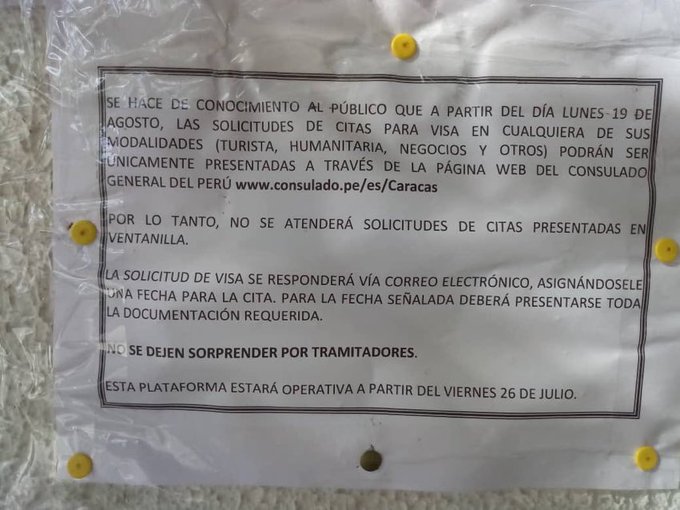 SE HACE DE CONOCIMIENTO AL PÚBLICO QUE A PARTIR DEL DÍA LUNES 19 DE
AGOSTO, LAS SOLICITUDES DE CITAS PARA VISA EN CUALQUIERA DE SUS
MODALIDADES (TURISTA, HUMANITARIA, NEGOCIOS Y OTROS) PODRÁN SER
ÚNICAMENTE PRESENTADAS A TRAVÉS DE LA PÁGINA WEB DEL CONSULADO
GENERAL DEL PERÚ www.consulado.pe/es/Caracas
POR LO TANTO, NO SE ATENDERÁ SOLICITUDES DE CITAS PRESENTADAS EN
VENTANILLA.
LA SOLICITUD DE VISA SE RESPONDERÁ VÍA CORREO ELECTRÓNICO, ASIGNÁNDOSELE
UNA FECHA PARA LA CITA. PARA LA FECHA SEÑALADA DEBERÁ PRESENTARSE TODA
LA DOCUMENTACIÓN REQUERIDA.
NO SE DEJEN SORPRENDER POR TRAMITADORES.
ESTA PLATAFORMA ESTARÁ OPERATIVA A PARTIR DEL VIERNES 26 DE JULIO.